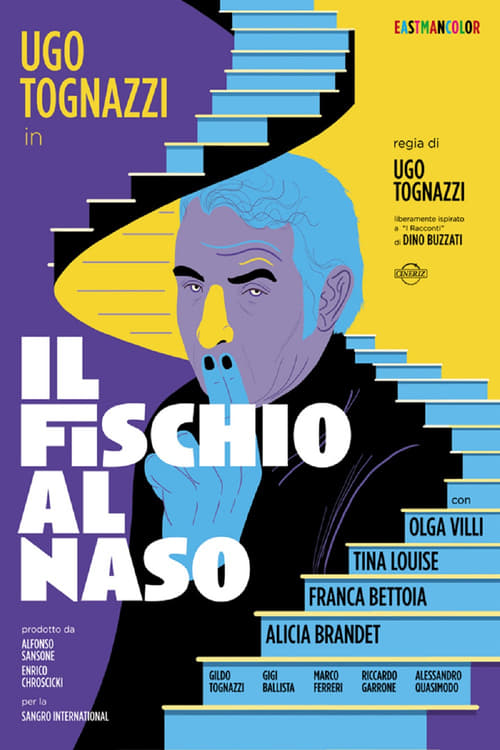 EASTMANCOLOR
UGO
TOGNAZZI
in
regia di
UGO
TOGNAZZI
liberamente ispirato
a "I Racconti"
di DINO BUZZATI
CINERIZ
IL
FISCHIO
AL
NASO
con
OLGA VILLI
TINA LOUISE
FRANCA BETTOIA
ALICIA BRANDET
prodotto da
ALFONSO
SANSONE
ENRICO
CHROSCICKI
per la
SANGRO INTERNATIONAL
GILDO
TOGNAZZI
GIGI
BALLISTA
MARCO
FERRERI
RICCARDO
GARRONE
ALESSANDRO
QUASIMODO